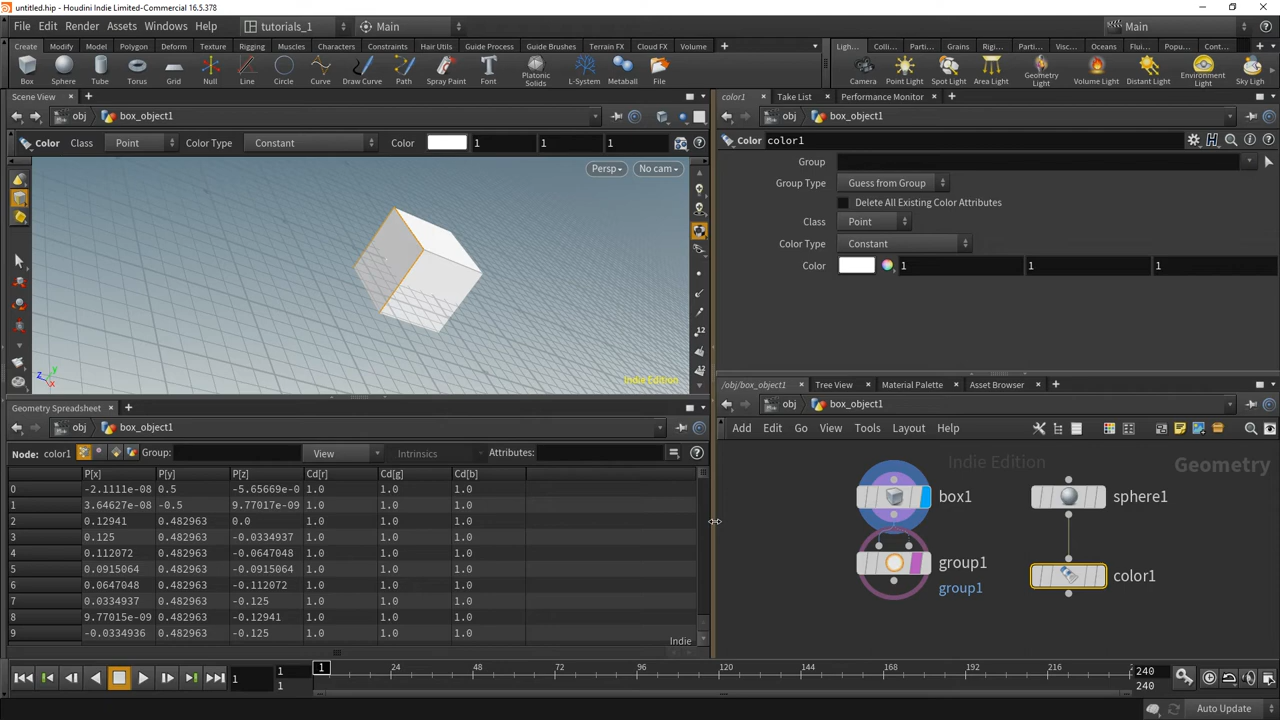 untitled.hip - Houdini Indie Limited-Commercial 16.5.378
File Edit Render Assets Windows Help tutorials_1 Main Main
Create Modify Model Polygon Deform Texture Rigging Muscles Characters Constraints Hair Utils Guide Process Guide Brushes Terrain FX Cloud FX Volume
Ligh... Colli... Parti... Grains Rigi... Parti... Visc... Oceans Flui... Popu... Cont...
Box Sphere Tube Torus Grid Null Line Circle Curve Draw Curve Path Spray Paint Font Platonic Solids L-System Metaball File
Camera Point Light Spot Light Area Light Geometry Light Volume Light Distant Light Environment Light Sky Ligh
Scene View
obj box_object1
Color Class Point Color Type Constant Color 1 1 1
Persp No cam
12
Indie Edition
z y x
color1 Take List Performance Monitor
obj box_object1
Color color1
Group
Group Type Guess from Group
Delete All Existing Color Attributes
Class Point
Color Type Constant
Color 1 1 1
Geometry Spreadsheet
obj box_object1
Node: color1 Group: View Intrinsics Attributes:
P[x] P[y] P[z] Cd[r] Cd[g] Cd[b]
0 -2.1111e-08 0.5 -5.65669e-0 1.0 1.0 1.0
1 3.64627e-08 -0.5 9.77017e-09 1.0 1.0 1.0
2 0.12941 0.482963 0.0 1.0 1.0 1.0
3 0.125 0.482963 -0.0334937 1.0 1.0 1.0
4 0.112072 0.482963 -0.0647048 1.0 1.0 1.0
5 0.0915064 0.482963 -0.0915064 1.0 1.0 1.0
6 0.0647048 0.482963 -0.112072 1.0 1.0 1.0
7 0.0334937 0.482963 -0.125 1.0 1.0 1.0
8 9.77015e-09 0.482963 -0.12941 1.0 1.0 1.0
9 -0.0334936 0.482963 -0.125 1.0 1.0 1.0
Indie
/obj/box_object1 Tree View Material Palette Asset Browser
obj box_object1
Add Edit Go View Tools Layout Help
Indie Edition
Geometry
box1
sphere1
group1
group1
color1
1 1 1 1 24 48 72 96 120 144 168 192 216 2 240 240
Auto Update